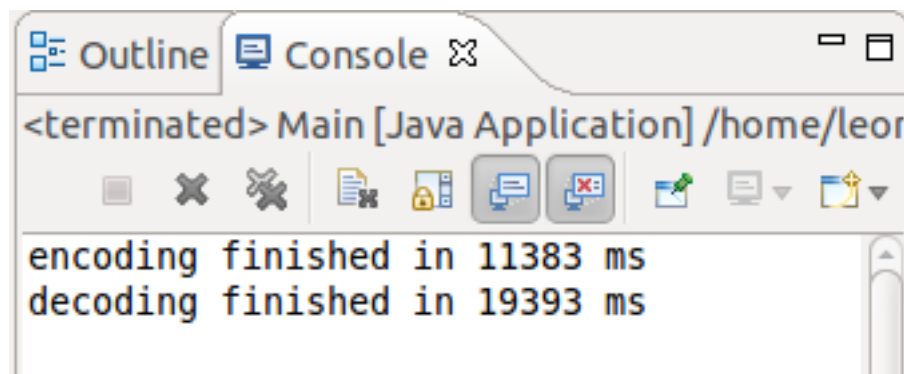 Outline Console
<terminated> Main [Java Application] /home/leor
encoding finished in 11383 ms
decoding finished in 19393 ms